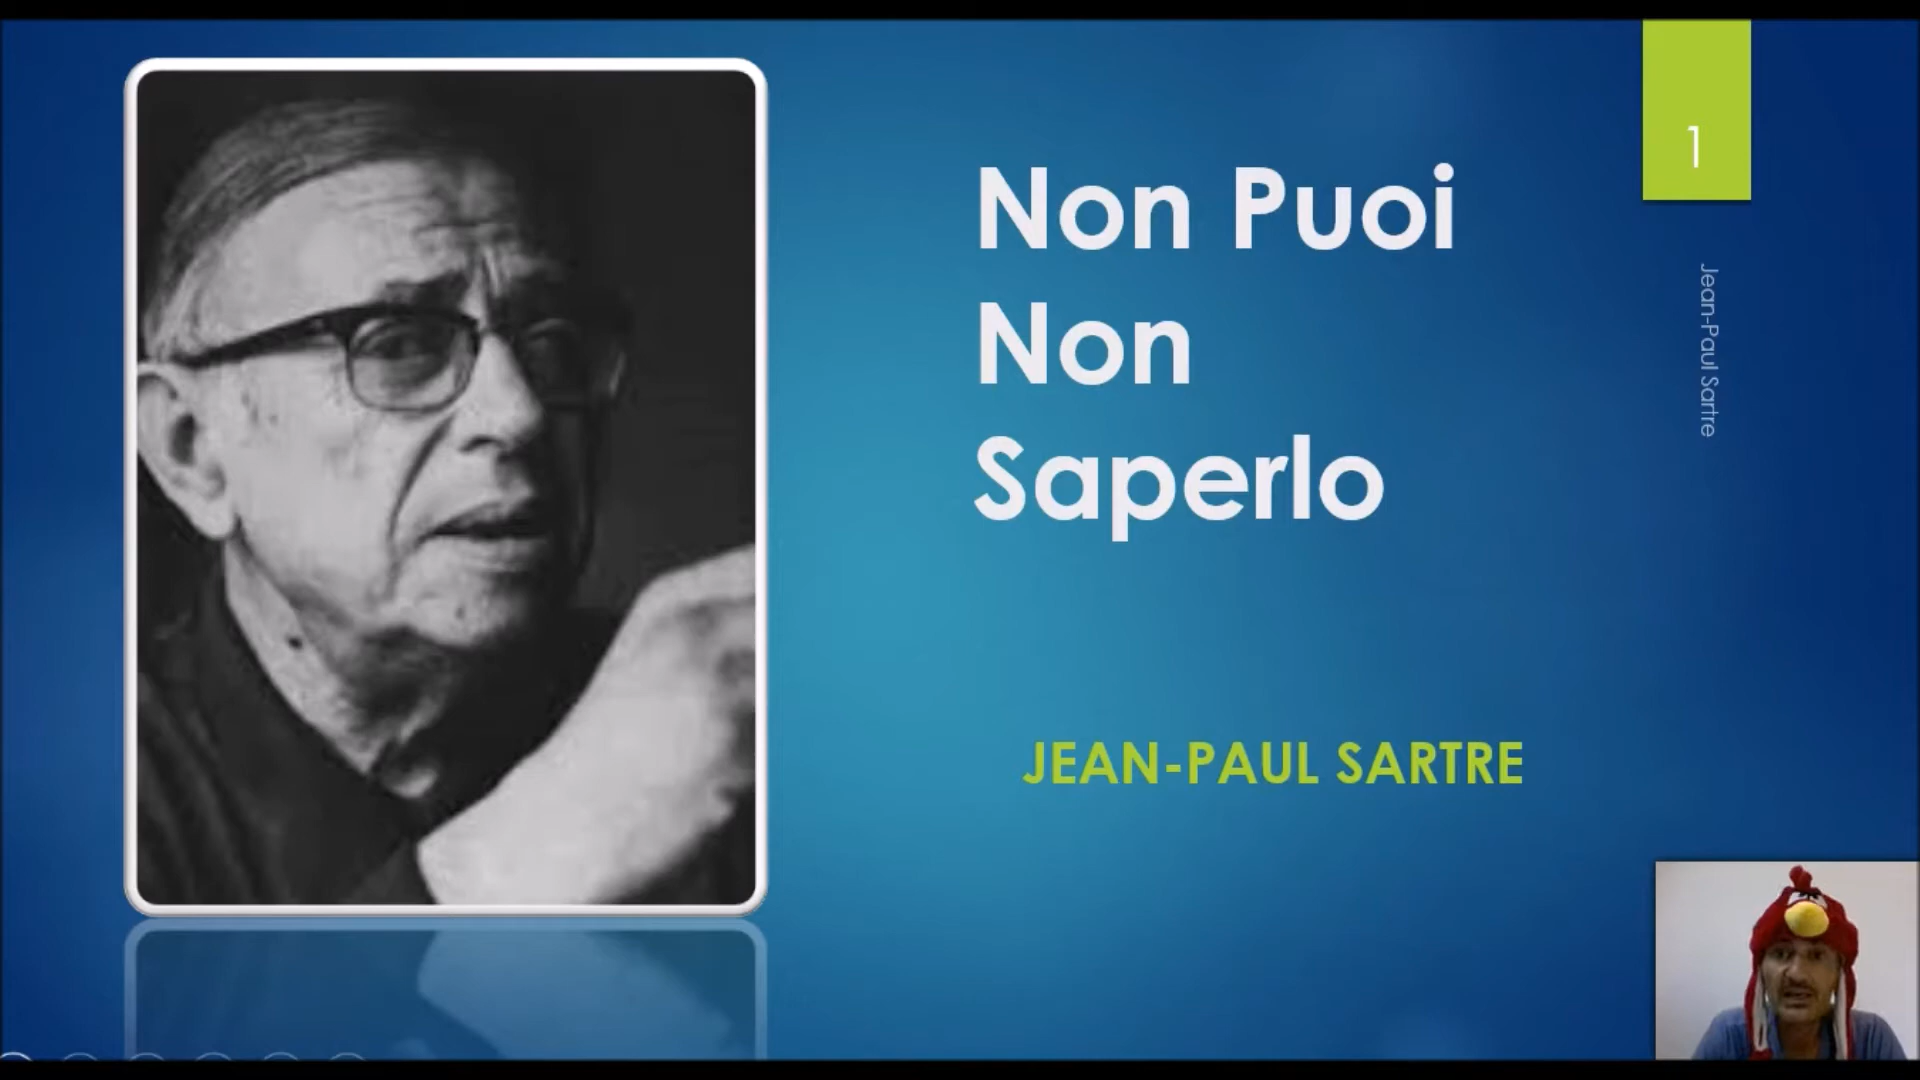 Non Puoi
Non
Saperlo
JEAN-PAUL SARTRE
1
Jean-Paul Sartre